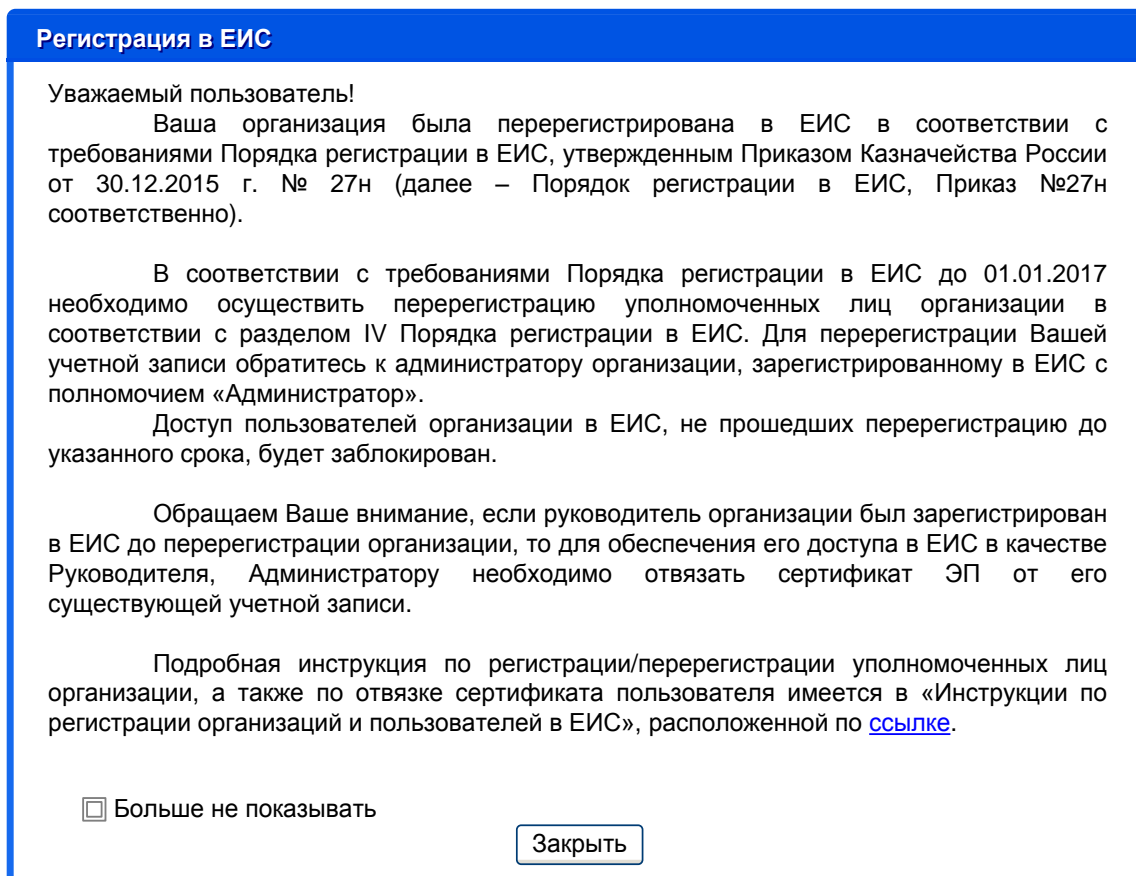 Регистрация в ЕИС
Уважаемый пользователь!
Ваша организация была перерегистрирована в ЕИС в соответствии с
требованиями Порядка регистрации в ЕИС, утвержденным Приказом Казначейства России
от 30.12.2015 г. № 27н (далее – Порядок регистрации в ЕИС, Приказ №27н
соответственно).
В соответствии с требованиями Порядка регистрации в ЕИС до 01.01.2017
необходимо осуществить перерегистрацию уполномоченных лиц организации в
соответствии с разделом IV Порядка регистрации в ЕИС. Для перерегистрации Вашей
учетной записи обратитесь к администратору организации, зарегистрированному в ЕИС с
полномочием «Администратор».
Доступ пользователей организации в ЕИС, не прошедших перерегистрацию до
указанного срока, будет заблокирован.
Обращаем Ваше внимание, если руководитель организации был зарегистрирован
в ЕИС до перерегистрации организации, то для обеспечения его доступа в ЕИС в качестве
Руководителя, Администратору необходимо отвязать сертификат ЭП от его
существующей учетной записи.
Подробная инструкция по регистрации/перерегистрации уполномоченных лиц
организации, а также по отвязке сертификата пользователя имеется в «Инструкции по
регистрации организаций и пользователей в ЕИС», расположенной по ссылке.
Больше не показывать
Закрыть